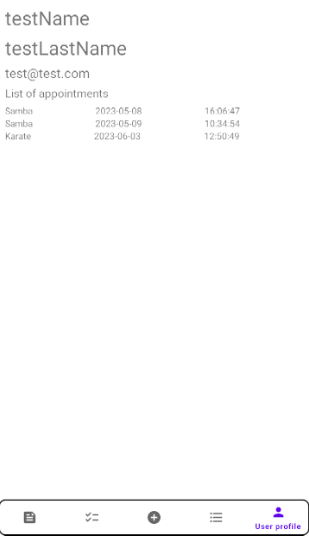 testName
testLastName
test@test.com
List of appointments
Samba 2023-05-08 16:06:47
Samba 2023-05-09 10:34:54
Karate 2023-06-03 12:50:49
User profile